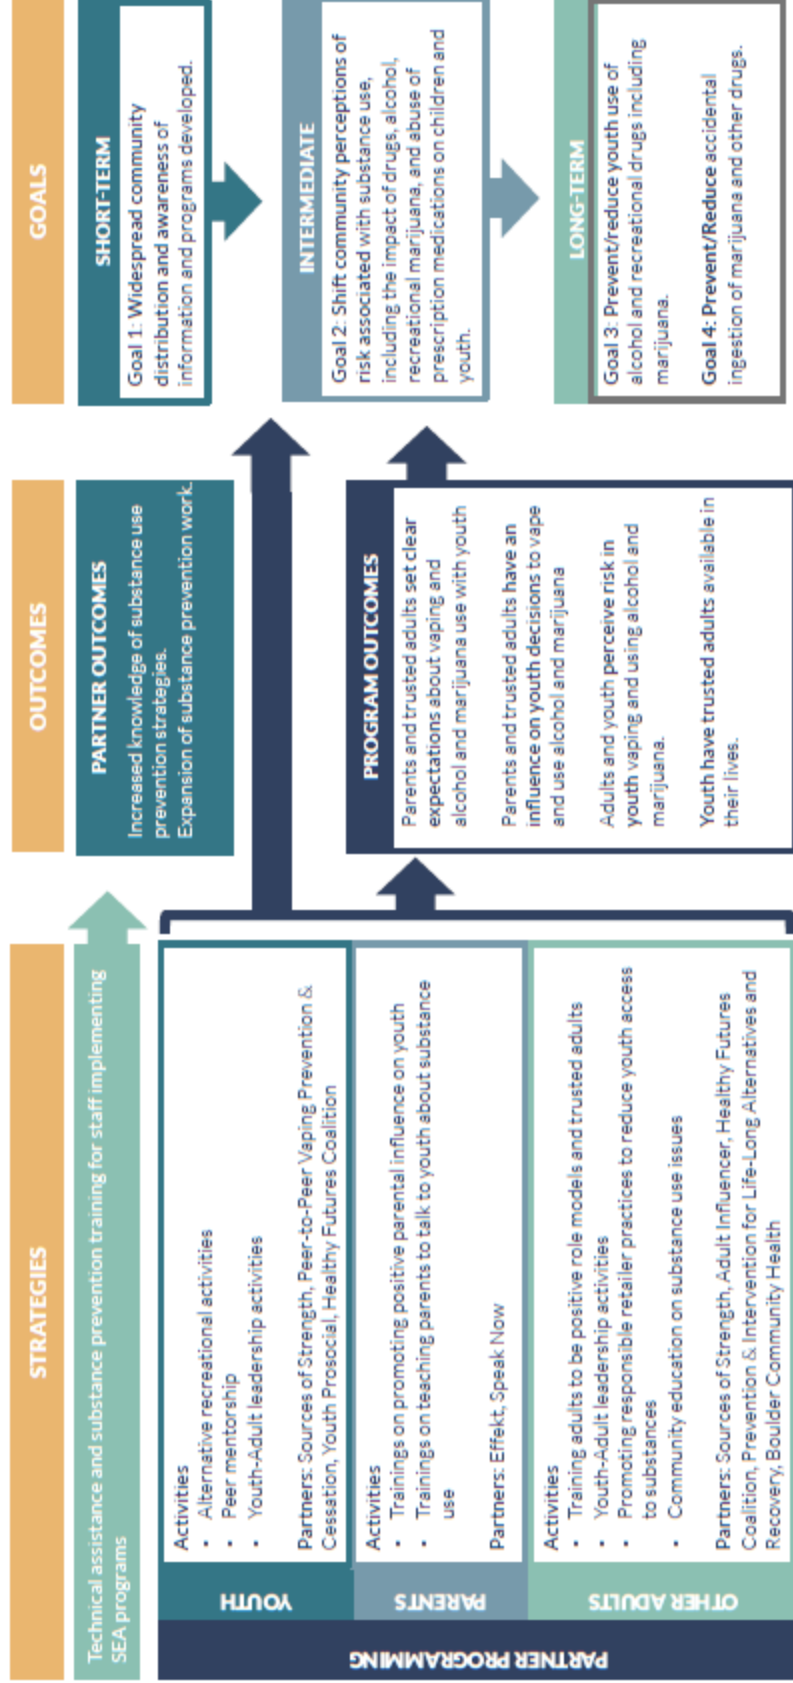 STRATEGIES
Technical assistance and substance prevention training for staff implementing
SEA programs
PARTNER PROGRAMMING
YOUTH
Activities
• Alternative recreational activities
• Peer mentorship
• Youth-Adult leadership activities
Partners: Sources of Strength, Peer-to-Peer Vaping Prevention &
Cessation, Youth Prosocial, Healthy Futures Coalition
PARENTS
Activities
• Trainings on promoting positive parental influence on youth
• Trainings on teaching parents to talk to youth about substance
use
Partners: Effekt, Speak Now
OTHER ADULTS
Activities
• Training adults to be positive role models and trusted adults
• Youth-Adult leadership activities
• Promoting responsible retailer practices to reduce youth access
to substances
• Community education on substance use issues
Partners: Sources of Strength, Adult Influencer, Healthy Futures
Coalition, Prevention & Intervention for Life-Long Alternatives and
Recovery, Boulder Community Health
OUTCOMES
PARTNER OUTCOMES
Increased knowledge of substance use
prevention strategies.
Expansion of substance prevention work.
PROGRAM OUTCOMES
Parents and trusted adults set clear
expectations about vaping and
alcohol and marijuana use with youth
Parents and trusted adults have an
influence on youth decisions to vape
and use alcohol and marijuana
Adults and youth perceive risk in
youth vaping and using alcohol and
marijuana.
Youth have trusted adults available in
their lives.
GOALS
SHORT-TERM
Goal 1: Widespread community
distribution and awareness of
information and programs developed.
INTERMEDIATE
Goal 2: Shift community perceptions of
risk associated with substance use,
including the impact of drugs, alcohol,
recreational marijuana, and abuse of
prescription medications on children and
youth.
LONG-TERM
Goal 3: Prevent/reduce youth use of
alcohol and recreational drugs including
marijuana.
Goal 4: Prevent/Reduce accidental
ingestion of marijuana and other drugs.